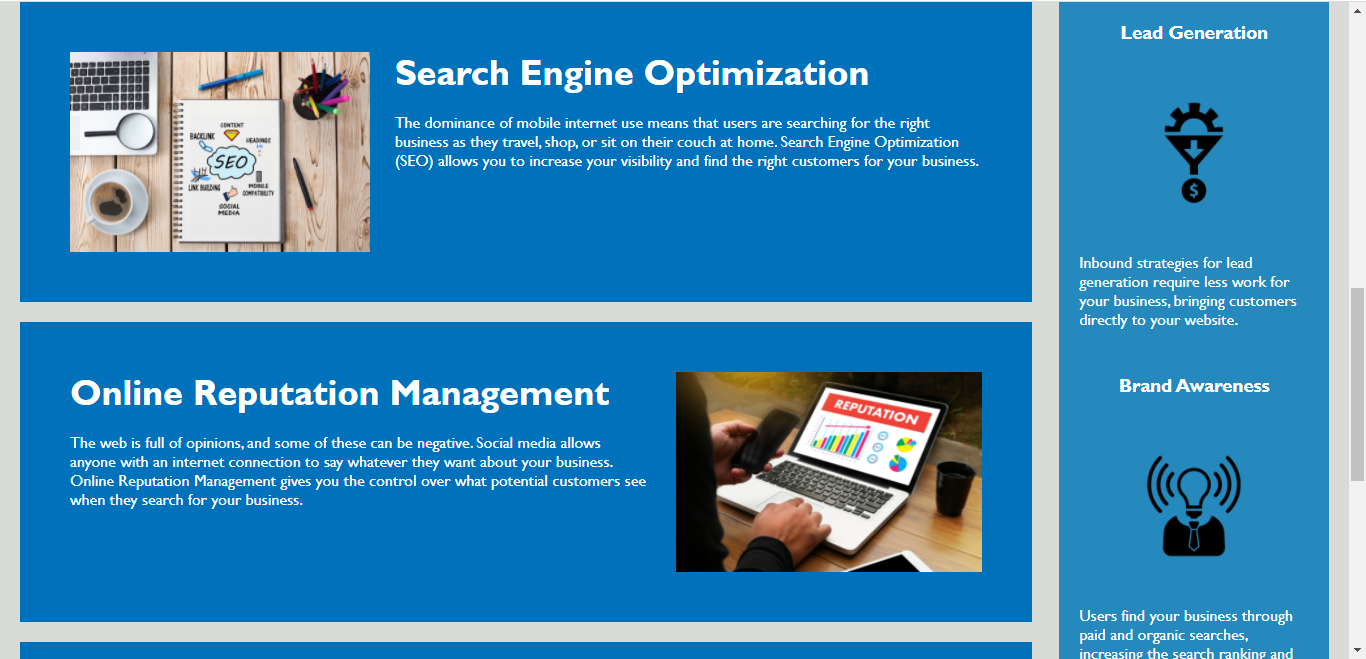 Search Engine Optimization
The dominance of mobile internet use means that users are searching for the right
business as they travel, shop, or sit on their couch at home. Search Engine Optimization
(SEO) allows you to increase your visibility and find the right customers for your business.
CONTENT
BACKLINK
HEADINGS
SEO
LINK BUILDING
MOBILE
COMPATIBILITY
SOCIAL
MEDIA
Online Reputation Management
The web is full of opinions, and some of these can be negative. Social media allows
anyone with an internet connection to say whatever they want about your business.
Online Reputation Management gives you the control over what potential customers see
when they search for your business.
REPUTATION
Lead Generation
$
Inbound strategies for lead
generation require less work for
your business, bringing customers
directly to your website.
Brand Awareness
Users find your business through
paid and organic searches,
increasing the search ranking and